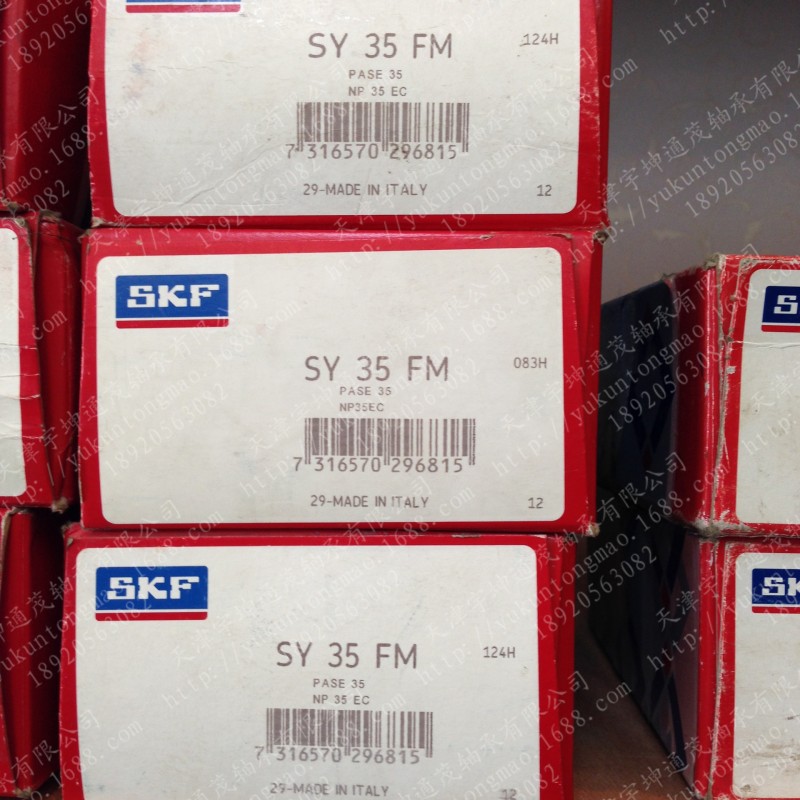 SY 35 FM
124H
PASE 35
NP 35 EC
7 316570 296815
29-MADE IN ITALY
12
SKF
SY 35 FM
083H
PASE 35
NP35EC
7 316570 296815
29-MADE IN ITALY
12
SKF
SKF
SY 35 FM
124H
PASE 35
NP 35 EC
7 316570 296815
29-MADE IN ITALY
12
SKF
天津宇坤通茂轴承有限公司
http://yukuntongmao.1688.com
18920563082